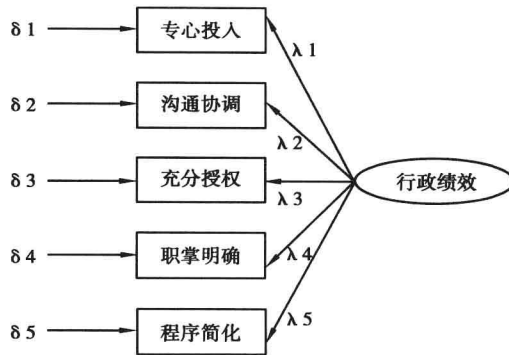 δ 1 专心投入
λ 1
δ 2 沟通协调
λ 2
δ 3 充分授权 行政绩效
λ 3
δ 4 职掌明确 λ 4
λ 5
δ 5 程序简化